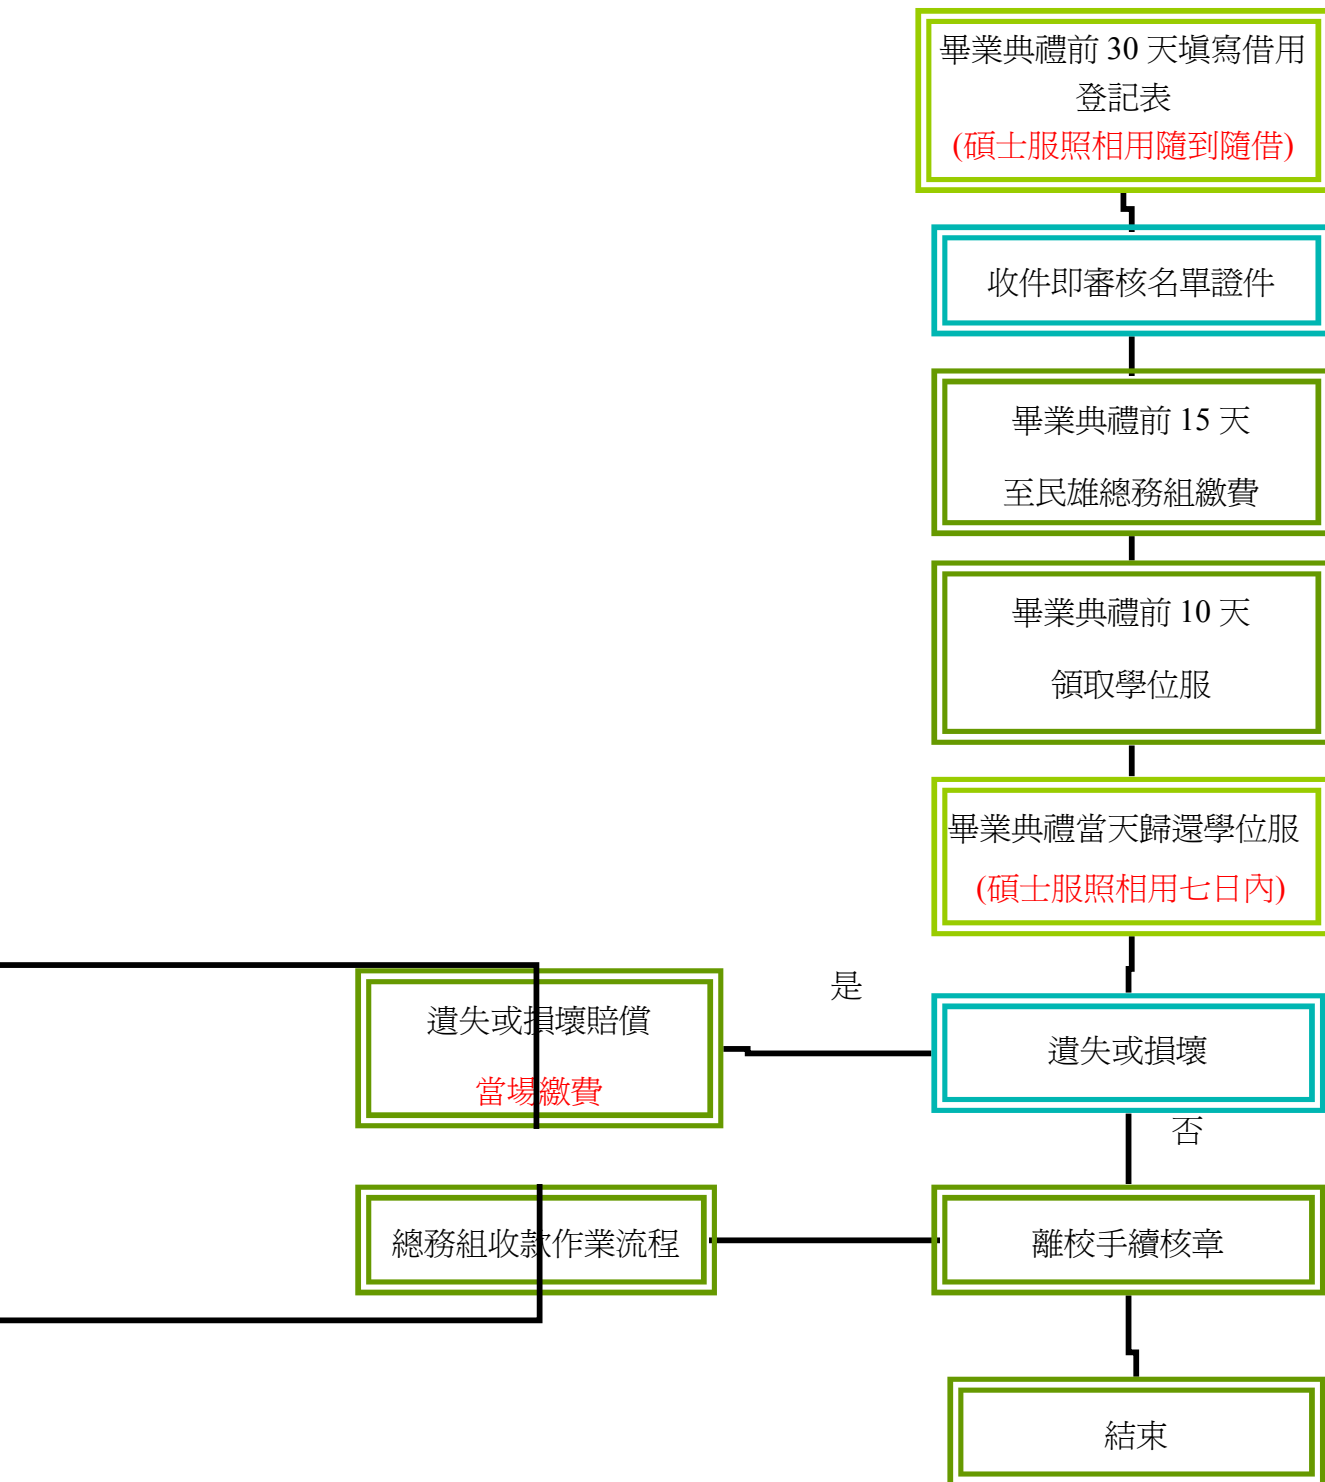 畢業典禮前 30 天填寫借用
登記表
(碩士服照相用隨到隨借)
收件即審核名單證件
畢業典禮前 15 天
至民雄總務組繳費
畢業典禮前 10 天
領取學位服
畢業典禮當天歸還學位服
(碩士服照相用七日內)
是
遺失或損壞賠償
當場繳費
遺失或損壞
否
總務組收款作業流程
離校手續核章
結束